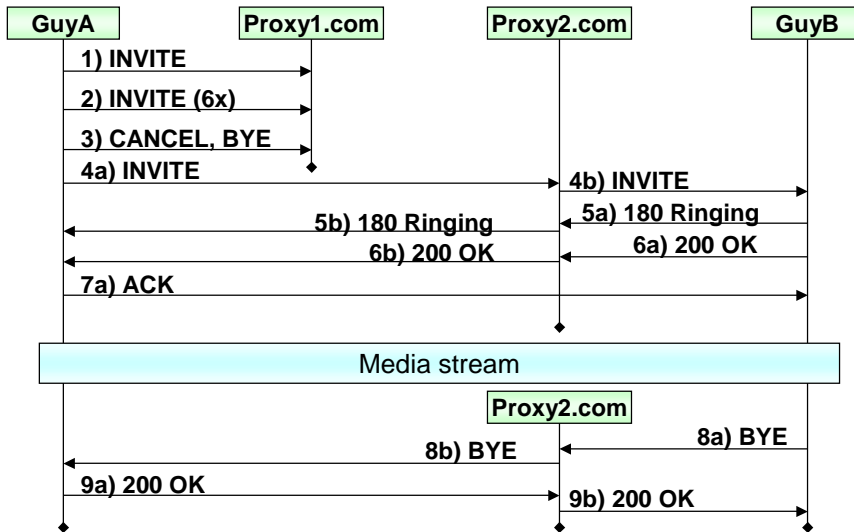 GuyA Proxy1.com Proxy2.com GuyB
1) INVITE
2) INVITE (6x)
3) CANCEL, BYE
4a) INVITE
4b) INVITE
5b) 180 Ringing
5a) 180 Ringing
6b) 200 OK
6a) 200 OK
7a) ACK
Media stream
Proxy2.com
8b) BYE
8a) BYE
9a) 200 OK
9b) 200 OK